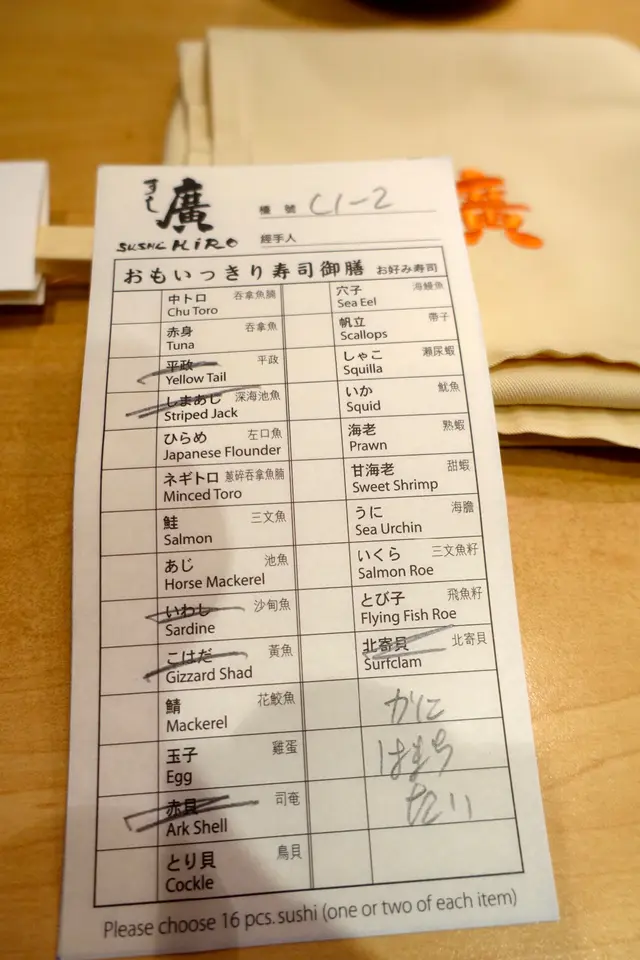 すし 廣
SUSHI HIRO
檯 號 C1-2
經手人
おもいっきり寿司御膳 お好み寿司
中トロ 吞拿魚腩
Chu Toro
赤身 吞拿魚
Tuna
平政 平政
Yellow Tail
しまあじ 深海池魚
Striped Jack
ひらめ 左口魚
Japanese Flounder
ネギトロ 蔥碎吞拿魚腩
Minced Toro
鮭 三文魚
Salmon
あじ 池魚
Horse Mackerel
いわし 沙甸魚
Sardine
こはだ 黃魚
Gizzard Shad
鯖 花鮫魚
Mackerel
玉子 雞蛋
Egg
赤貝 司奄
Ark Shell
とり貝 鳥貝
Cockle
穴子 海鰻魚
Sea Eel
帆立 帶子
Scallops
しゃこ 瀨尿蝦
Squilla
いか 魷魚
Squid
海老 熟蝦
Prawn
甘海老 甜蝦
Sweet Shrimp
うに 海膽
Sea Urchin
いくら 三文魚籽
Salmon Roe
とび子 飛魚籽
Flying Fish Roe
北寄貝 北寄貝
Surfclam
かに
はまち
たい
Please choose 16 pcs. sushi (one or two of each item)
廣